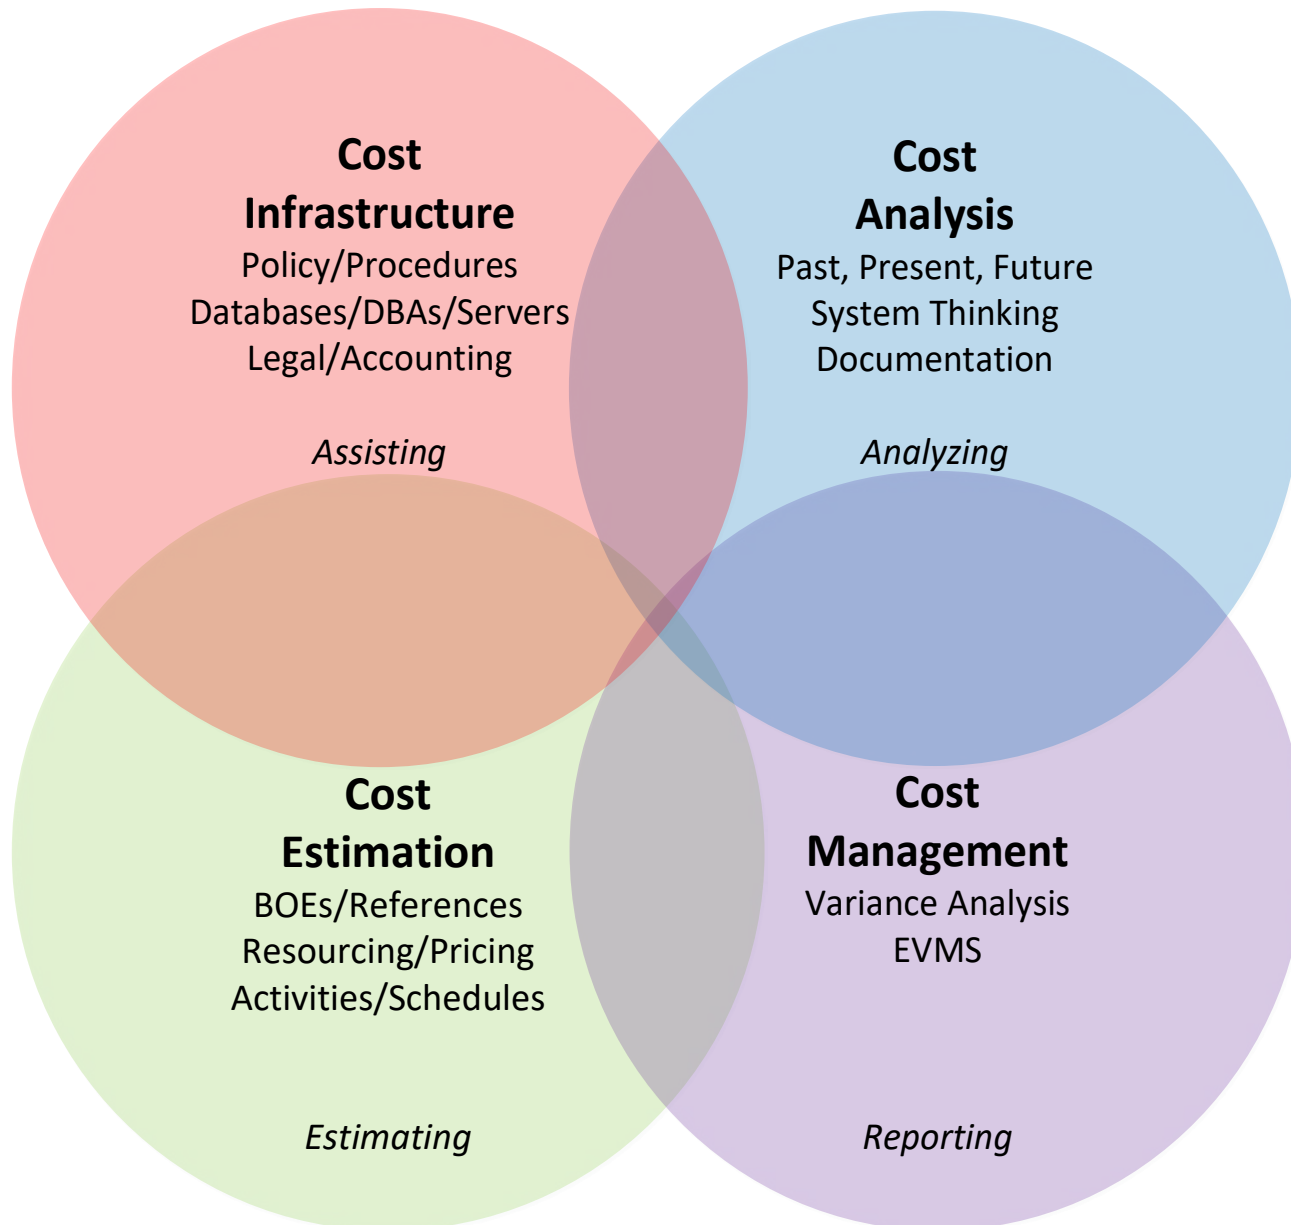 Cost
Infrastructure
Policy/Procedures
Databases/DBAs/Servers
Legal/Accounting
Assisting
Cost
Analysis
Past, Present, Future
System Thinking
Documentation
Analyzing
Cost
Estimation
BOEs/References
Resourcing/Pricing
Activities/Schedules
Estimating
Cost
Management
Variance Analysis
EVMS
Reporting